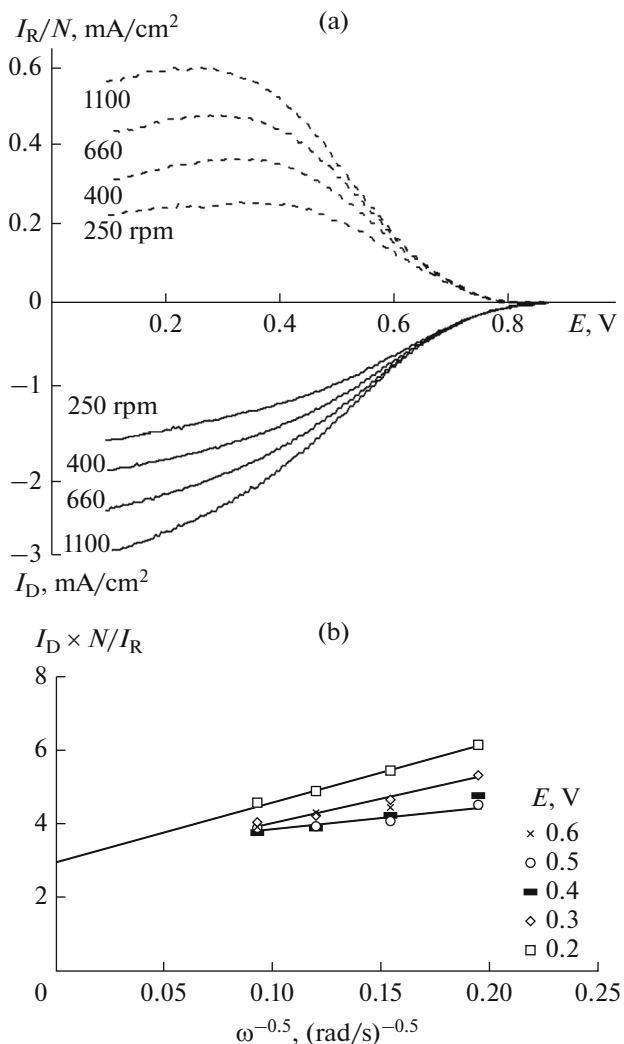 I_R/N, mA/cm²
(a)
0.6
1100
0.4
660
400
0.2
250 rpm
0
0.2 0.4 0.6 0.8
E, V
−1
250 rpm
400
−2
660
1100
−3
I_D, mA/cm²
I_D × N/I_R
(b)
8
6
E, V
4
0.6
0.5
2
0.4
0.3
0.2
0 0.05 0.10 0.15 0.20 0.25
ω⁻⁰·⁵, (rad/s)⁻⁰·⁵